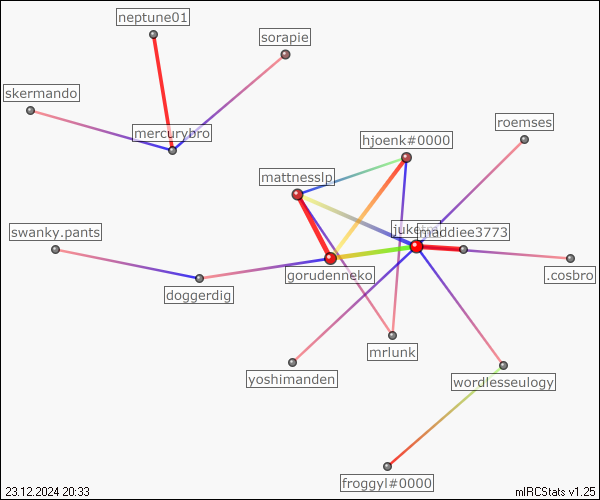 neptune01
sorapie
skermando
mercurybro
roemses
hjoenk#0000
mattnesslp
swanky.pants
maddiee3773
gorudenneko
.cosbro
doggerdig
mrlunk
yoshimanden
wordlesseulogy
froggyl#0000
23.12.2024 20:33
mIRCStats v1.25